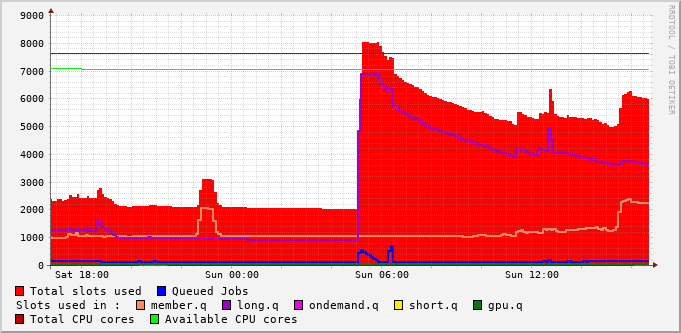 9000
8000
7000
6000
5000
4000
3000
2000
1000
0
Sat 18:00 Sun 00:00 Sun 06:00 Sun 12:00
Total slots used Queued Jobs
Slots used in : member.q long.q ondemand.q short.q gpu.q
Total CPU cores Available CPU cores
RRDTOOL / TOBI OETIKER